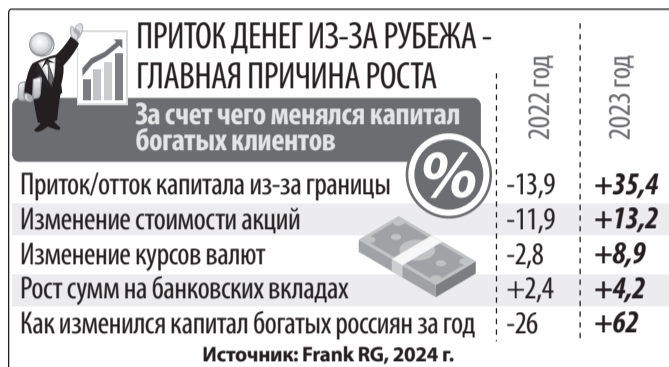 ПРИТОК ДЕНЕГ ИЗ-ЗА РУБЕЖА -
ГЛАВНАЯ ПРИЧИНА РОСТА
За счет чего менялся капитал
богатых клиентов
%
2022 год
2023 год
Приток/отток капитала из-за границы -13,9 +35,4
Изменение стоимости акций -11,9 +13,2
Изменение курсов валют -2,8 +8,9
Рост сумм на банковских вкладах +2,4 +4,2
Как изменился капитал богатых россиян за год -26 +62
Источник: Frank RG, 2024 г.